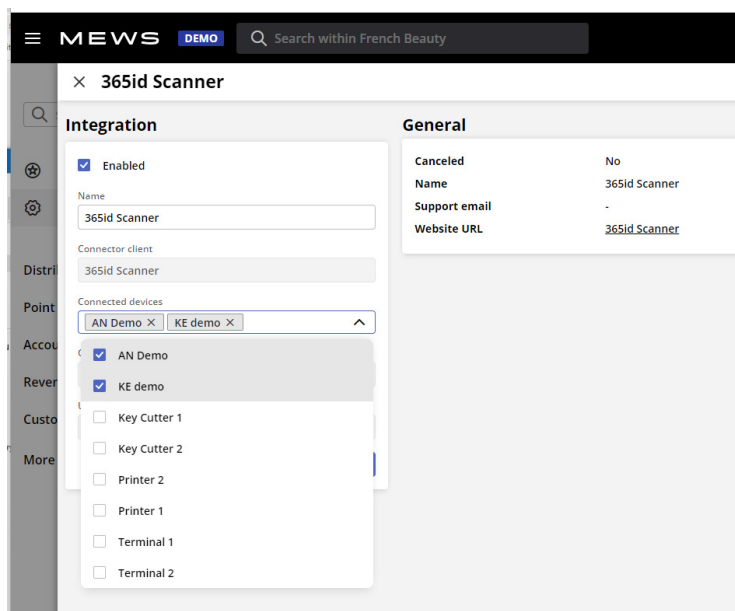 MEWS DEMO Search within French Beauty
365id Scanner
Integration
Enabled
Name
365id Scanner
Connector client
365id Scanner
Connected devices
AN Demo KE demo
AN Demo
KE demo
Key Cutter 1
Key Cutter 2
Printer 2
Printer 1
Terminal 1
Terminal 2
General
Canceled No
Name 365id Scanner
Support email -
Website URL 365id Scanner
Distri
Point
Accou
Rever
Custo
More